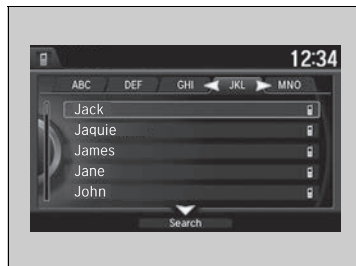 12:34
ABC DEF GHI JKL MNO
Jack
Jaquie
James
Jane
John
Search